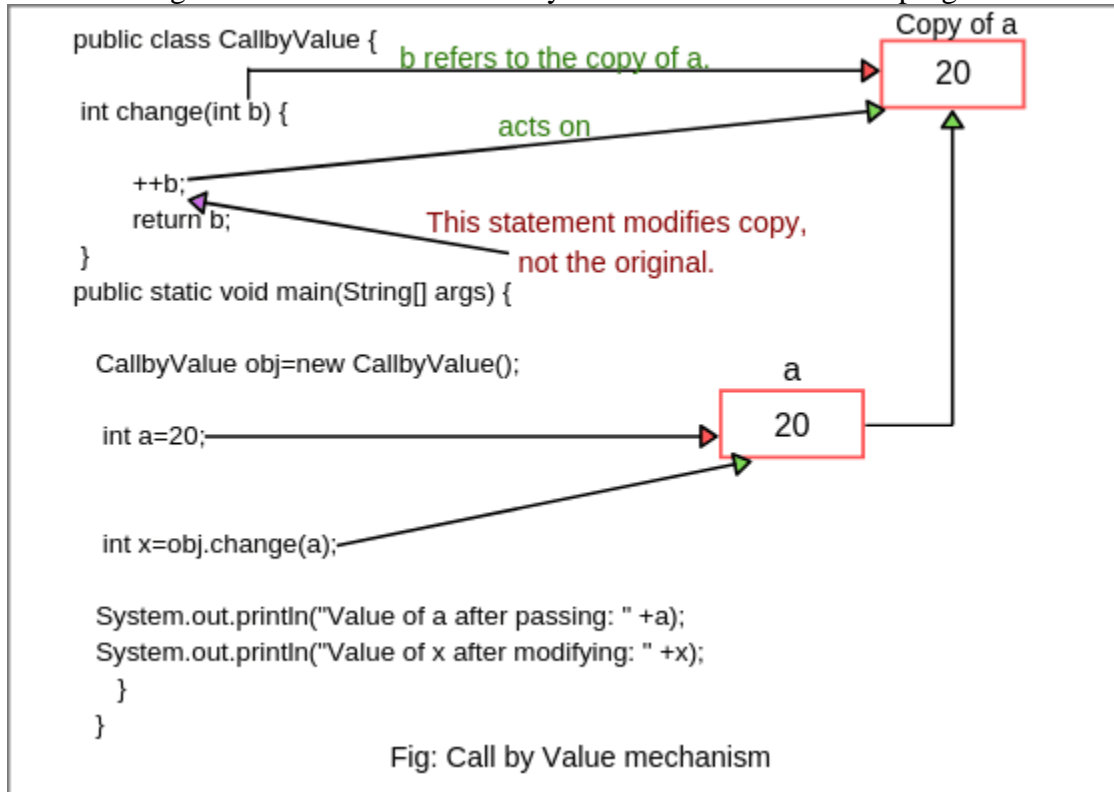 Copy of a
public class CallbyValue {
b refers to the copy of a.
20
int change(int b) {
acts on
++b;
return b;
This statement modifies copy,
not the original.
}
public static void main(String[] args) {
CallbyValue obj=new CallbyValue();
a
int a=20;
20
int x=obj.change(a);
System.out.println("Value of a after passing: " +a);
System.out.println("Value of x after modifying: " +x);
}
}
Fig: Call by Value mechanism